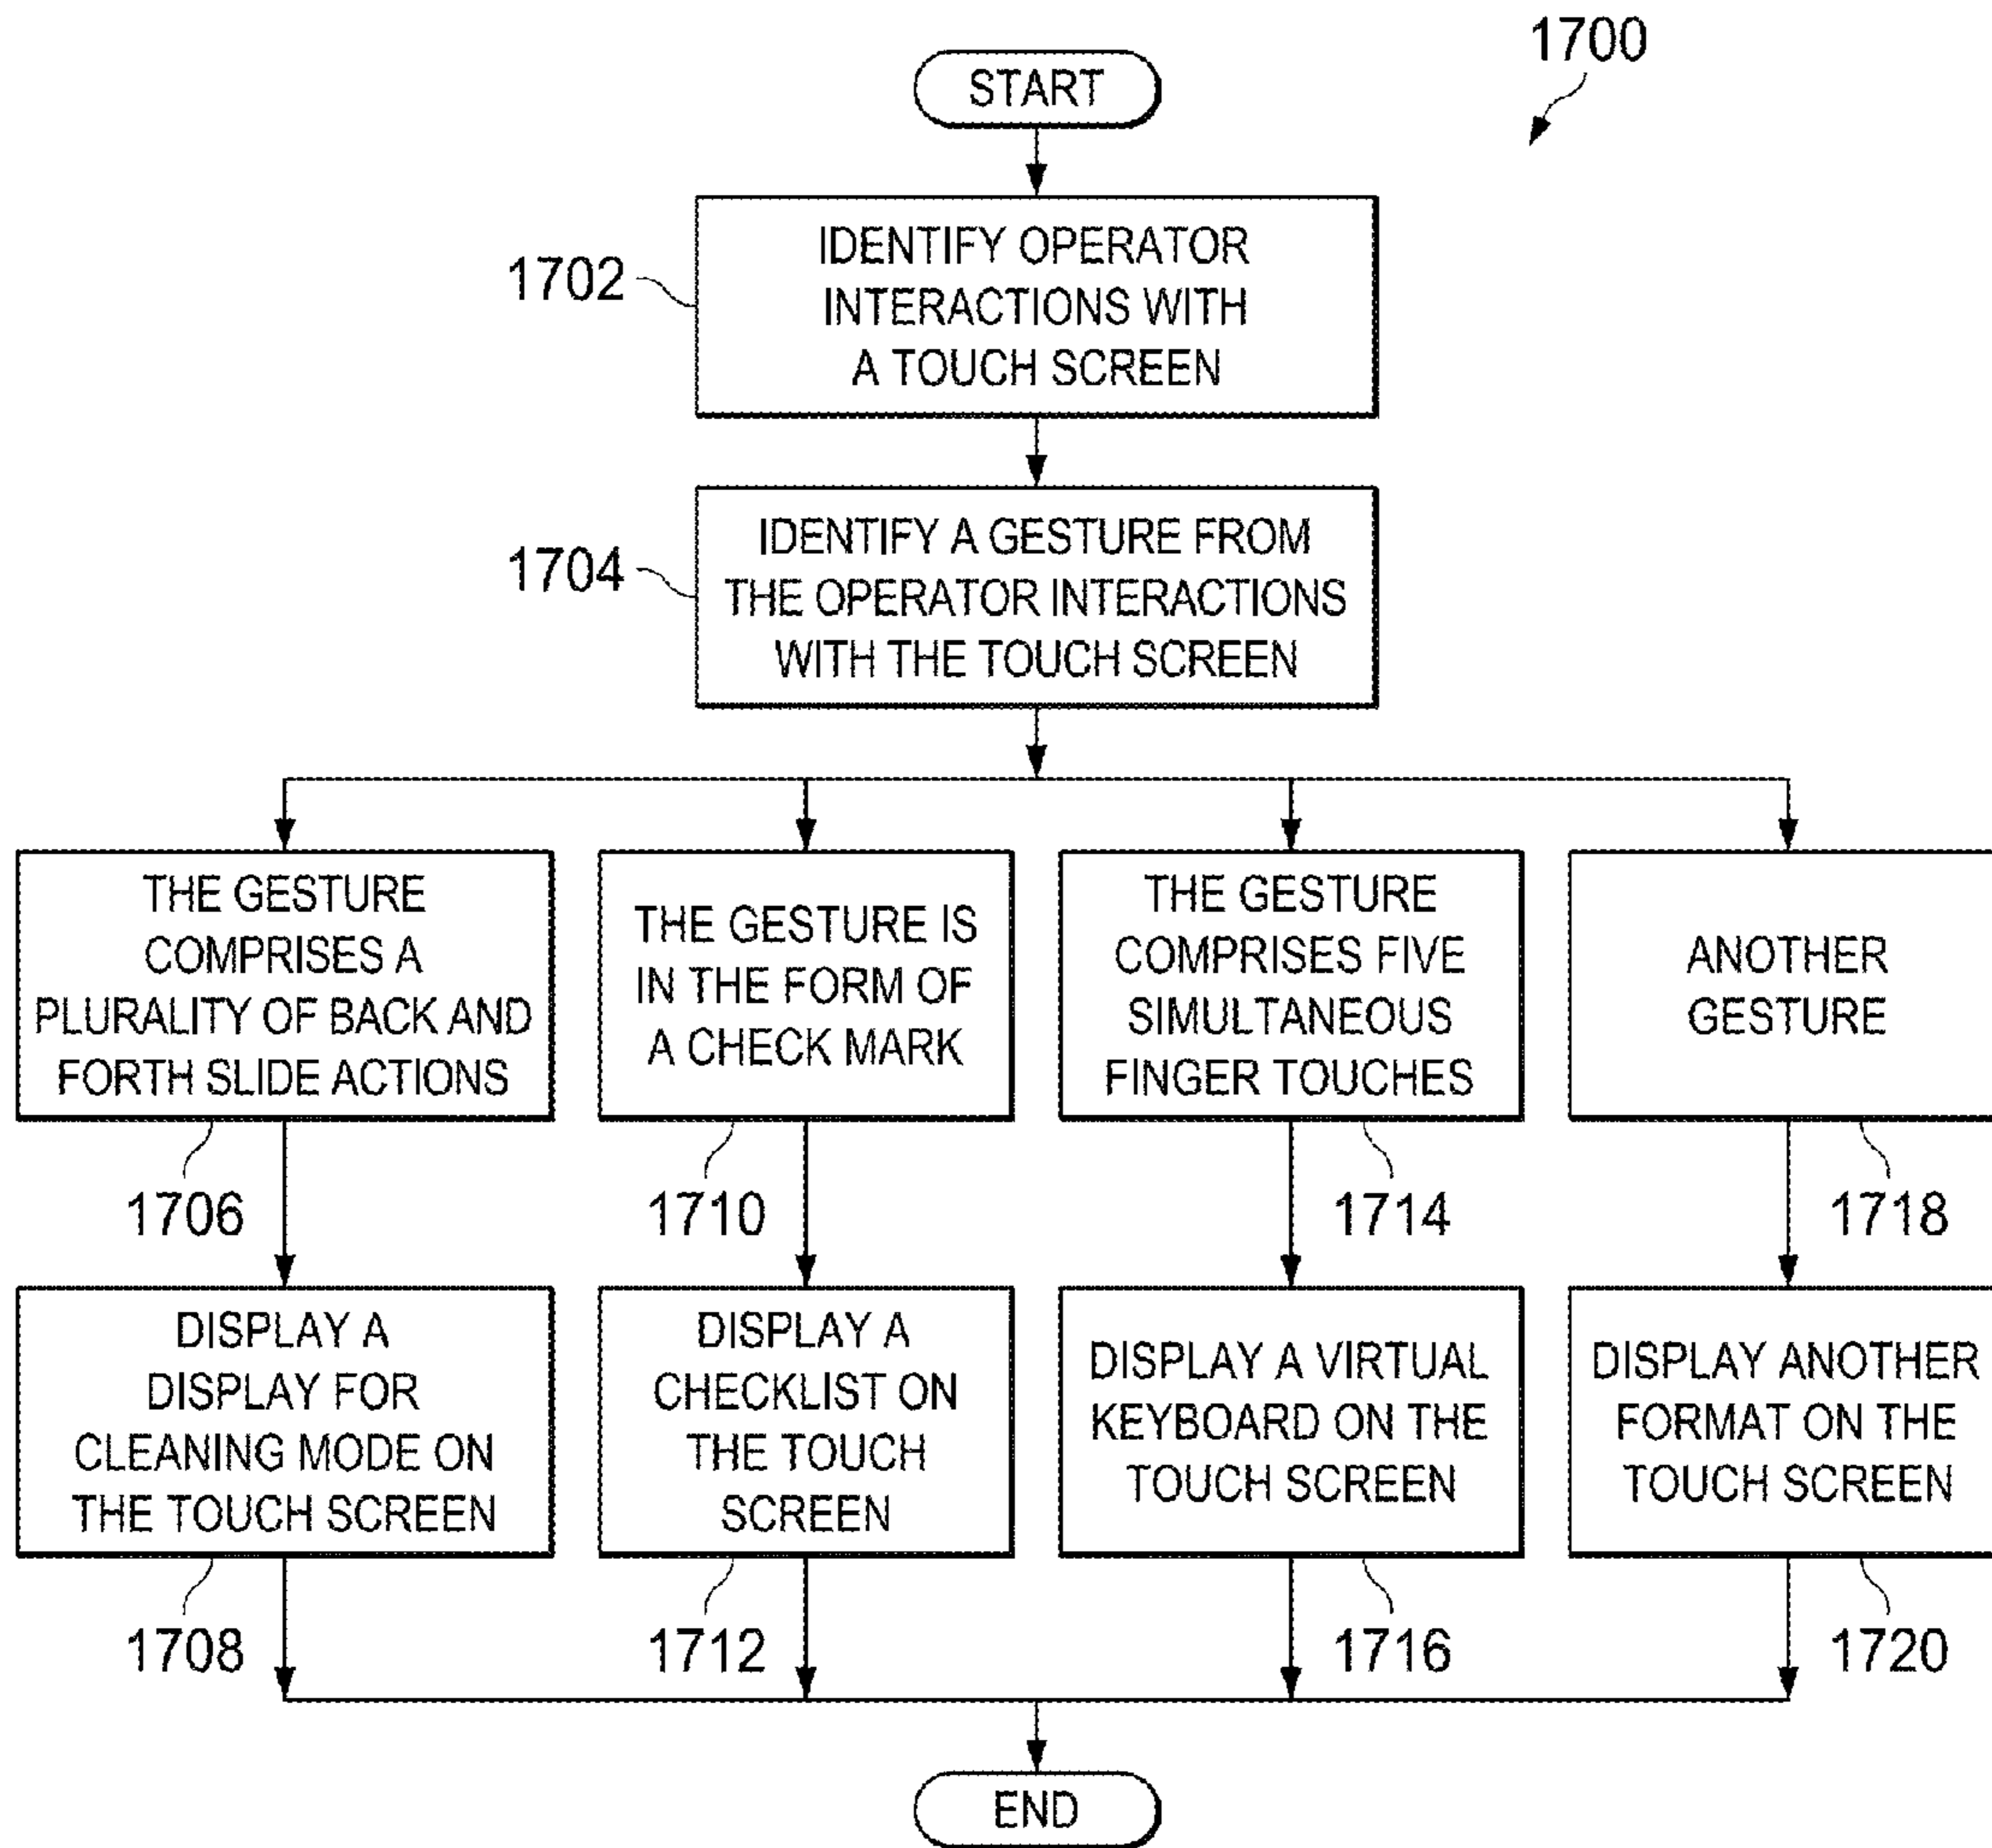 1700
START
1702
IDENTIFY OPERATOR
INTERACTIONS WITH
A TOUCH SCREEN
1704
IDENTIFY A GESTURE FROM
THE OPERATOR INTERACTIONS
WITH THE TOUCH SCREEN
THE GESTURE
COMPRISES A
PLURALITY OF BACK AND
FORTH SLIDE ACTIONS
1706
THE GESTURE IS
IN THE FORM OF
A CHECK MARK
1710
THE GESTURE
COMPRISES FIVE
SIMULTANEOUS
FINGER TOUCHES
1714
ANOTHER
GESTURE
1718
DISPLAY A
DISPLAY FOR
CLEANING MODE ON
THE TOUCH SCREEN
1708
DISPLAY A
CHECKLIST ON
THE TOUCH
SCREEN
1712
DISPLAY A VIRTUAL
KEYBOARD ON THE
TOUCH SCREEN
1716
DISPLAY ANOTHER
FORMAT ON THE
TOUCH SCREEN
1720
END